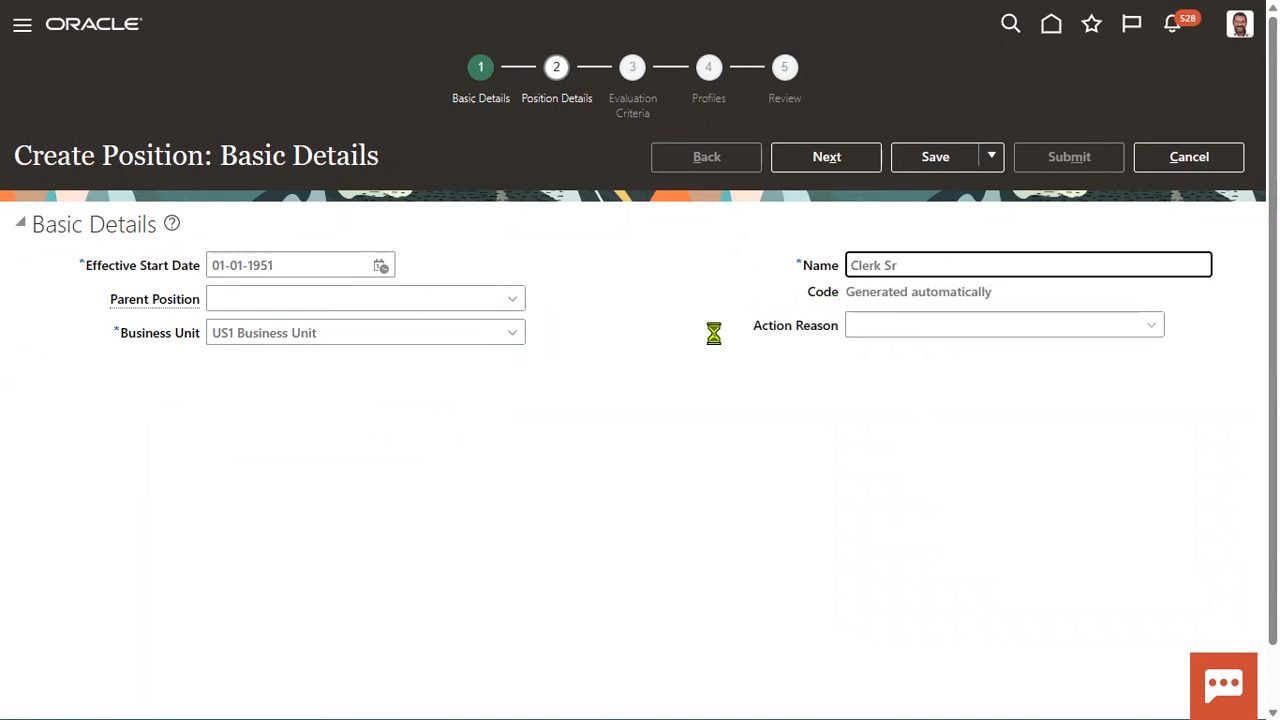 ORACLE
528
1
2
3
4
5
Basic Details
Position Details
Evaluation
Criteria
Profiles
Review
Create Position: Basic Details
Back
Next
Save
Submit
Cancel
Basic Details
*Effective Start Date 01-01-1951
*Name Clerk Sr
Code Generated automatically
Parent Position
Action Reason
*Business Unit US1 Business Unit